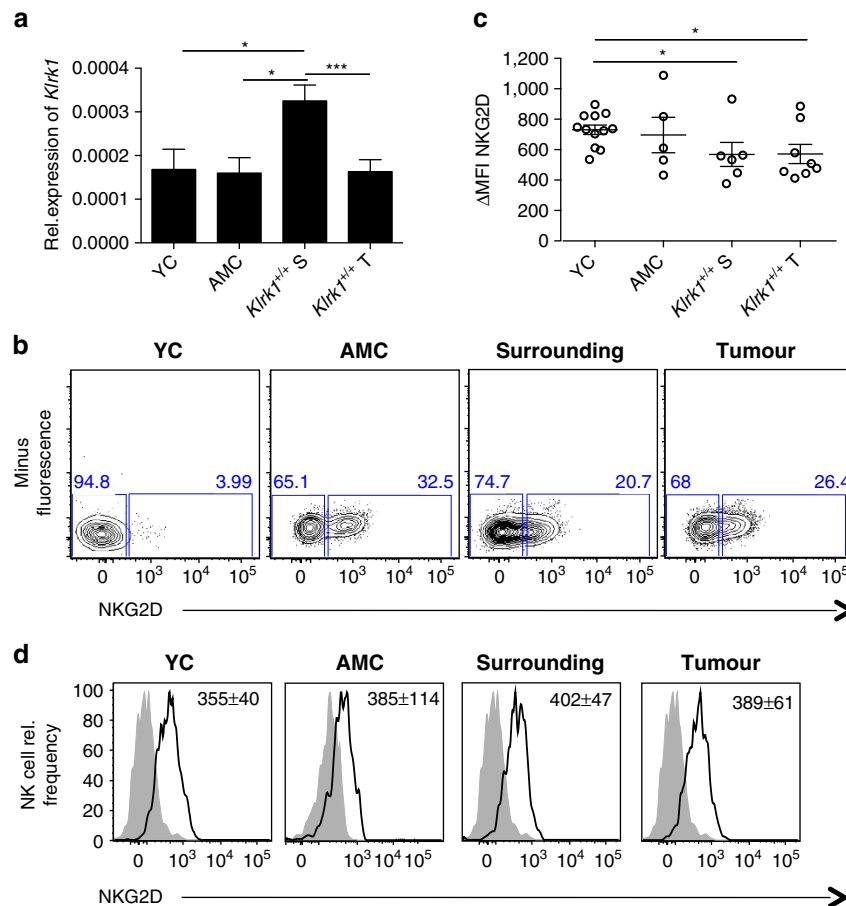 a
*
*
***
0.0004
0.0003
0.0002
0.0001
0.0000
Rel.expression of Klrk1
YC
AMC
Klrk1+/+ S
Klrk1+/+ T
c
*
*
1,200
1,000
800
600
400
200
0
ΔMFI NKG2D
YC
AMC
Klrk1+/+ S
Klrk1+/+ T
b
YC
AMC
Surrounding
Tumour
Minus
fluorescence
94.8 3.99
65.1 32.5
74.7 20.7
68 26.4
0 10³ 10⁴ 10⁵
0 10³ 10⁴ 10⁵
0 10³ 10⁴ 10⁵
0 10³ 10⁴ 10⁵
NKG2D
d
YC
AMC
Surrounding
Tumour
NK cell rel.
frequency
100
80
60
40
20
0
355±40
385±114
402±47
389±61
0 10³ 10⁴ 10⁵
0 10³ 10⁴ 10⁵
0 10³ 10⁴ 10⁵
0 10³ 10⁴ 10⁵
NKG2D